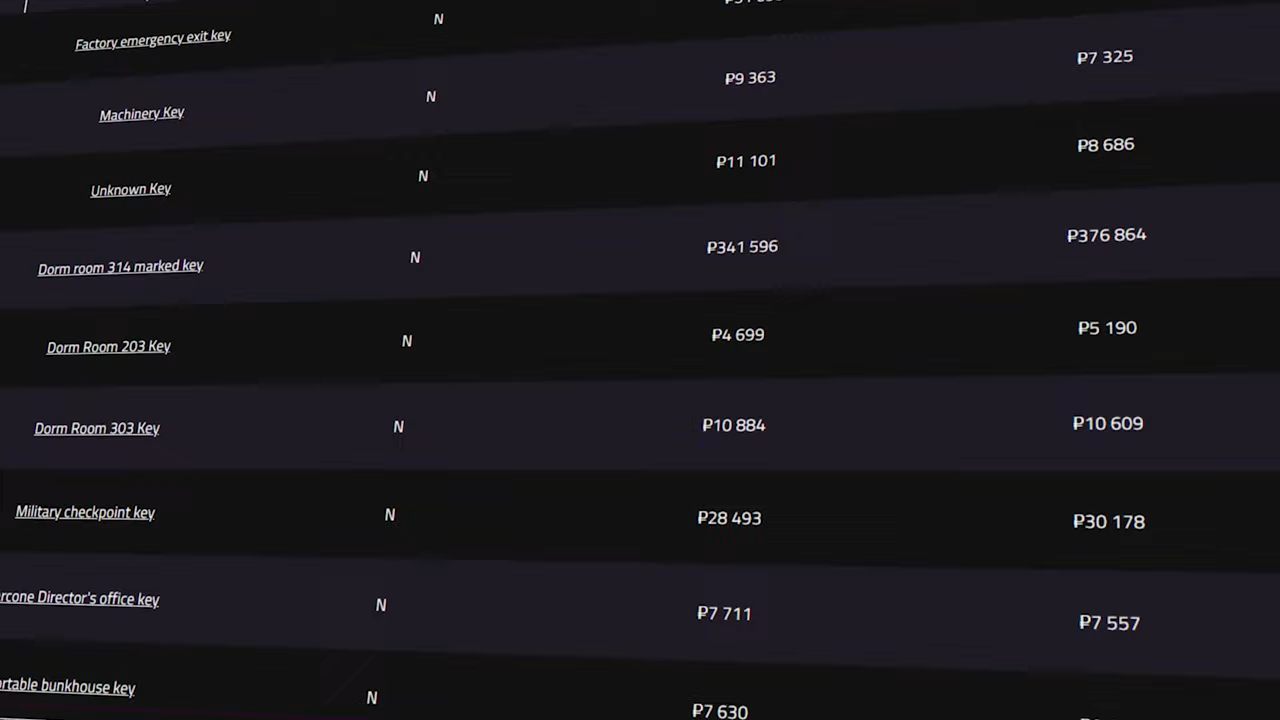 Factory emergency exit key N
Machinery Key N ₽9 363 ₽7 325
Unknown Key N ₽11 101 ₽8 686
Dorm room 314 marked key N ₽341 596 ₽376 864
Dorm Room 203 Key N ₽4 699 ₽5 190
Dorm Room 303 Key N ₽10 884 ₽10 609
Military checkpoint key N ₽28 493 ₽30 178
Director's office key N ₽7 711 ₽7 557
bunkhouse key N ₽7 630